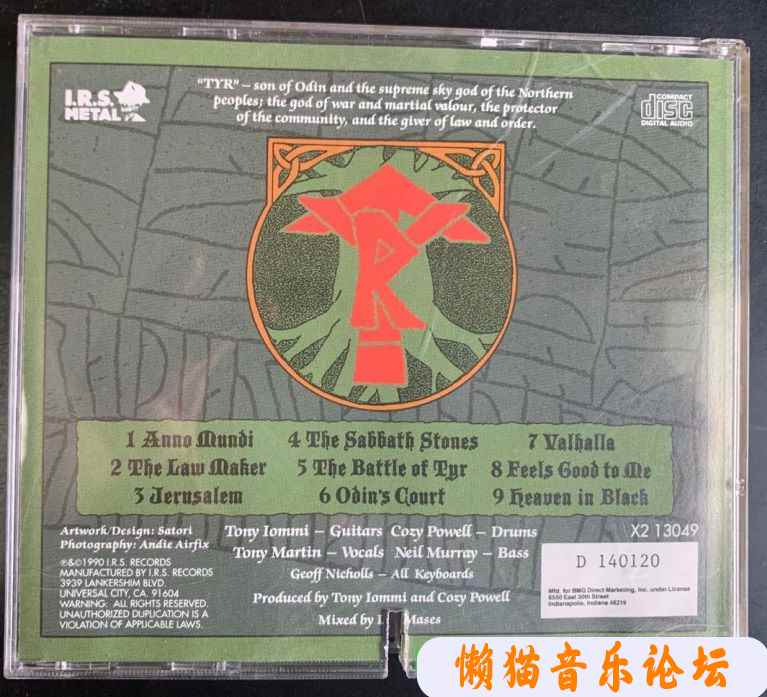 I.R.S.
METAL
"TYR" – son of Odin and the supreme sky god of the Northern
peoples; the god of war and martial valour, the protector
of the community, and the giver of law and order.
COMPACT
disc
DIGITAL AUDIO
TYR
1 Anno Mundi
2 The Law Maker
3 Jerusalem
4 The Sabbath Stones
5 The Battle of Tyr
6 Odin's Court
7 Valhalla
8 Feels Good to Me
9 Heaven in Black
Artwork/Design: Satori
Photography: Andie Airfix
℗&©1990 I.R.S. RECORDS
MANUFACTURED BY I.R.S. RECORDS
3939 LANKERSHIM BLVD.
UNIVERSAL CITY, CA. 91604
WARNING: ALL RIGHTS RESERVED.
UNAUTHORIZED DUPLICATION IS A
VIOLATION OF APPLICABLE LAWS.
Tony Iommi – Guitars Cozy Powell – Drums
Tony Martin – Vocals Neil Murray – Bass
Geoff Nicholls – All Keyboards
Produced by Tony Iommi and Cozy Powell
Mixed by Mases
X2 13049
D 140120
Mfd. for BMG Direct Marketing, Inc. under License
6550 East 30th Street
Indianapolis, Indiana 46219
懒猫音乐论坛